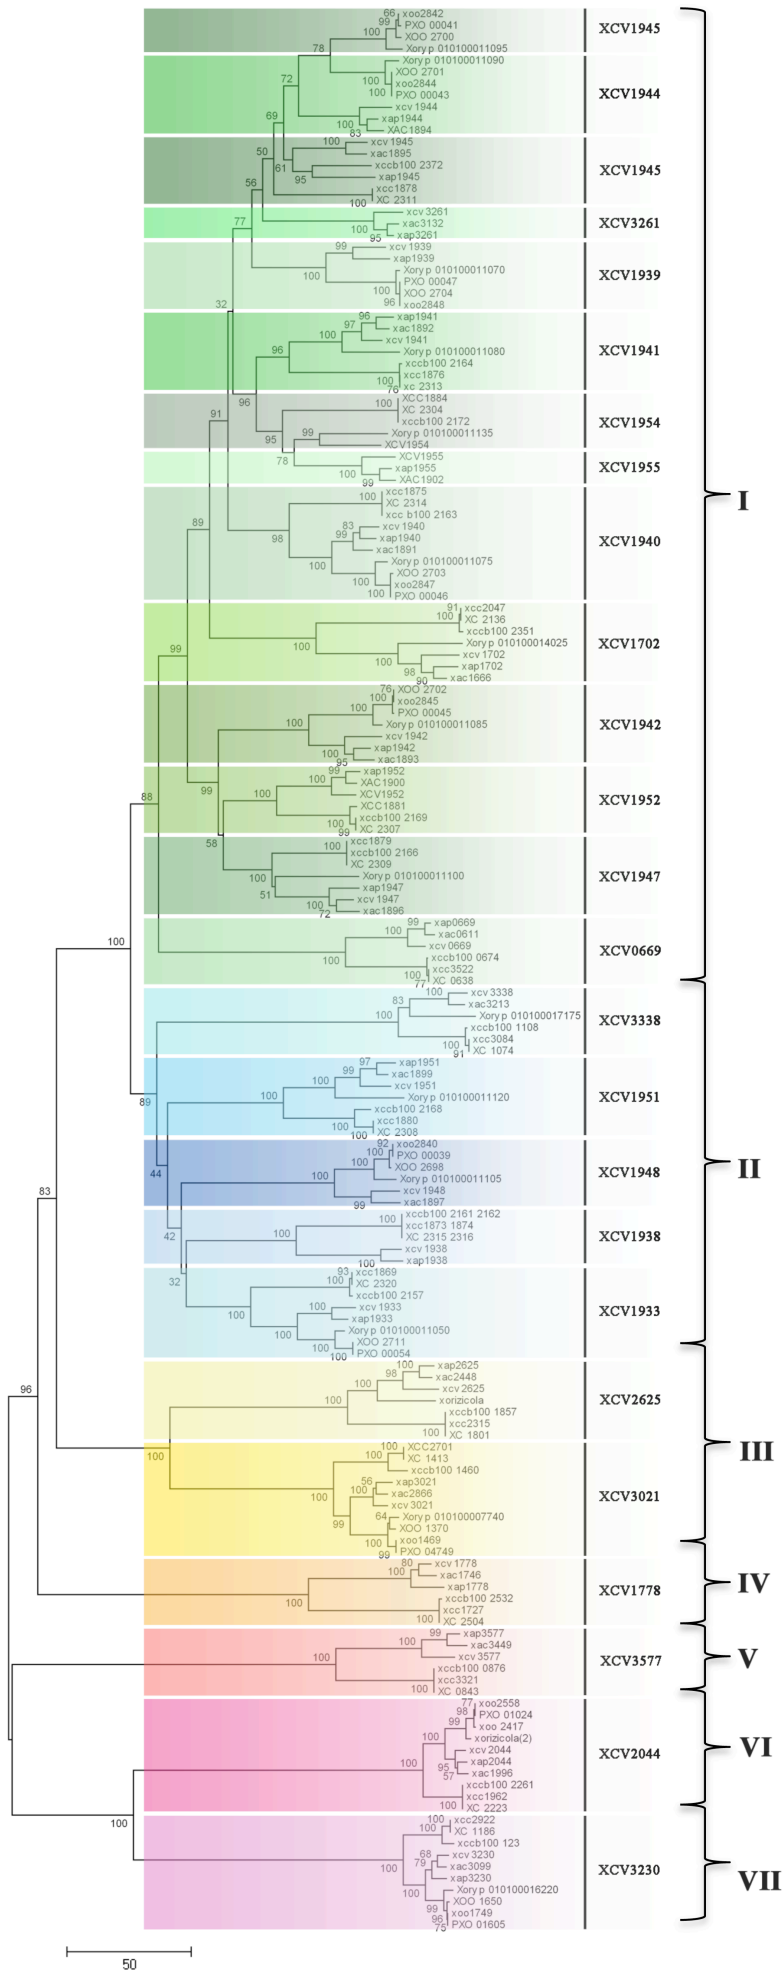 66 xoo2842
99 PXO 00041
100 XOO 2700
Xoryp 010100011095
XCV1945
78
Xoryp 010100011090
100 XOO 2701
xoo2844
100 PXO 00043
XCV1944
72
xcv 1944
100 xap1944
83 XAC1894
69
100 xcv 1945
xac1895
50
xccb100 2372
61
95 xap1945
XCV1945
xcc1878
100 XC 2311
56
xcv 3261
100 xac3132
95 xap3261
XCV3261
77
99 xcv 1939
xap1939
100
Xoryp 010100011070
PXO 00047
100 XOO 2704
96 xoo2848
XCV1939
32
96 xap1941
97 xac1892
100 xcv 1941
Xoryp 010100011080
96
xccb100 2164
100 xcc1876
76 xc 2313
XCV1941
96
XCC1884
100 XC 2304
xccb100 2172
99 Xoryp 010100011135
95
XCV1954
XCV1954
78
XCV1955
100 xap1955
99 XAC1902
XCV1955
91
xcc1875
100 XC 2314
xcc b100 2163
98
83 xcv 1940
99 xap1940
xac1891
100
Xoryp 010100011075
XOO 2703
100 xoo2847
100 PXO 00046
XCV1940
89
91 xcc2047
100 XC 2136
xccb100 2351
100
Xoryp 010100014025
100 xcv 1702
98 xap1702
90 xac1666
XCV1702
99
76 XOO 2702
100 xoo2845
PXO 00045
100 Xoryp 010100011085
100
xcv 1942
100 xap1942
95 xac1893
XCV1942
99
99 xap1952
100 XAC1900
XCV1952
100
XCC1881
100 xccb100 2169
99 XC 2307
XCV1952
88
58
xcc1879
100 xccb100 2166
XC 2309
100 Xoryp 010100011100
51
xap1947
100 xcv 1947
72 xac1896
XCV1947
99 xap0669
100 xac0611
xcv 0669
100
xccb100 0674
100 xcc3522
77 XC 0638
XCV0669
I
100
100 xcv 3338
83 xac3213
100 Xoryp 010100017175
xccb100 1108
100 xcc3084
91 XC 1074
XCV3338
89
97 xap1951
99 xac1899
100 xcv 1951
100 Xoryp 010100011120
xccb100 2168
xcc1880
100 XC 2308
XCV1951
44
92 xoo2840
100 PXO 00039
100 XOO 2698
Xoryp 010100011105
100
xcv 1948
99 xac1897
XCV1948
II
83
42
xccb100 2161 2162
100 xcc1873 1874
XC 2315 2316
100
xcv 1938
100 xap1938
XCV1938
32
93 xcc1869
100 XC 2320
xccb100 2157
100
100 xcv 1933
xap1933
100
Xoryp 010100011050
100 XOO 2711
100 PXO 00054
XCV1933
96
100 xap2625
98 xac2448
100 xcv 2625
xorizicola
100
xccb100 1857
xcc2315
100 XC 1801
XCV2625
100
100 XCC2701
100 XC 1413
xccb100 1460
100
56 xap3021
100 xac2866
xcv 3021
99
64 Xoryp 010100007740
100 XOO 1370
xoo1469
99 PXO 04749
XCV3021
III
80 xcv 1778
100 xac1746
xap1778
100
xccb100 2532
xcc1727
100 XC 2504
XCV1778
IV
99 xap3577
100 xac3449
100 xcv 3577
xccb100 0876
xcc3321
100 XC 0843
XCV3577
V
77 xoo2558
98 PXO 01024
99 xoo 2417
xorizicola(2)
100
xcv 2044
95 xap2044
57 xac1996
100
xccb100 2261
xcc1962
100 XC 2223
XCV2044
VI
100
100 xcc2922
100 XC 1186
xccb100 123
100
68 xcv 3230
79 xac3099
xap3230
100
Xoryp 010100016220
99 XOO 1650
96 xoo1749
75 PXO 01605
XCV3230
VII
50